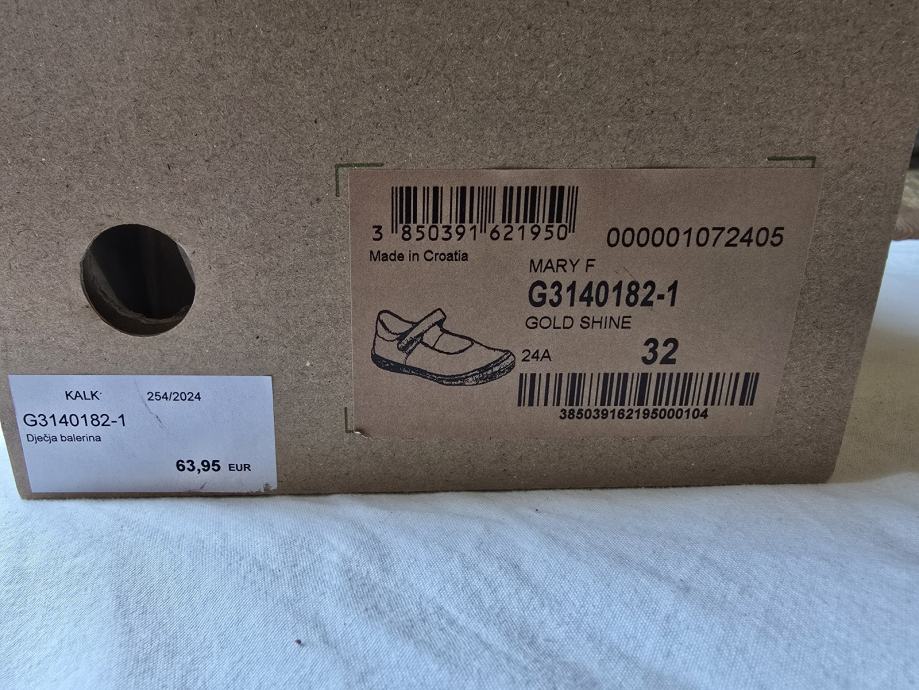 3 850391 621950
000001072405
Made in Croatia
MARY F
G3140182-1
GOLD SHINE
24A
32
385039162195000104
KALK 254/2024
G3140182-1
Dječja balerina
63,95 EUR